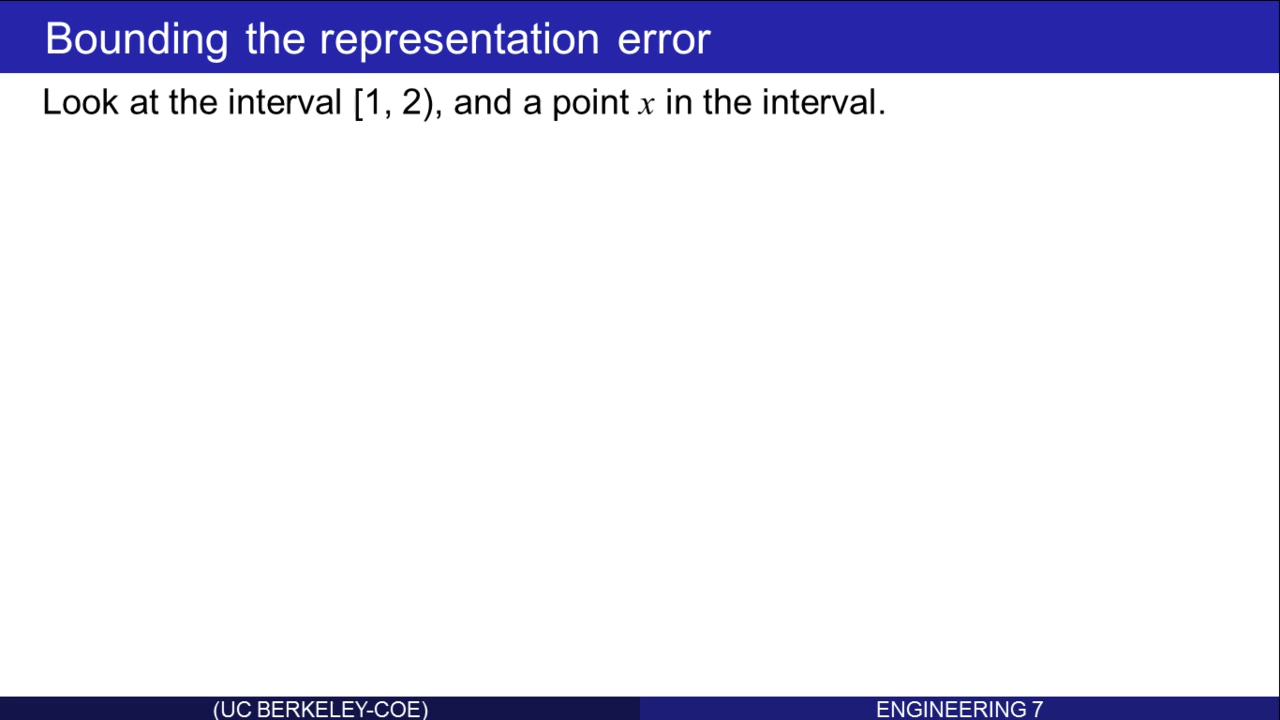 Bounding the representation error
Look at the interval [1, 2), and a point x in the interval.
(UC BERKELEY-COE)
ENGINEERING 7